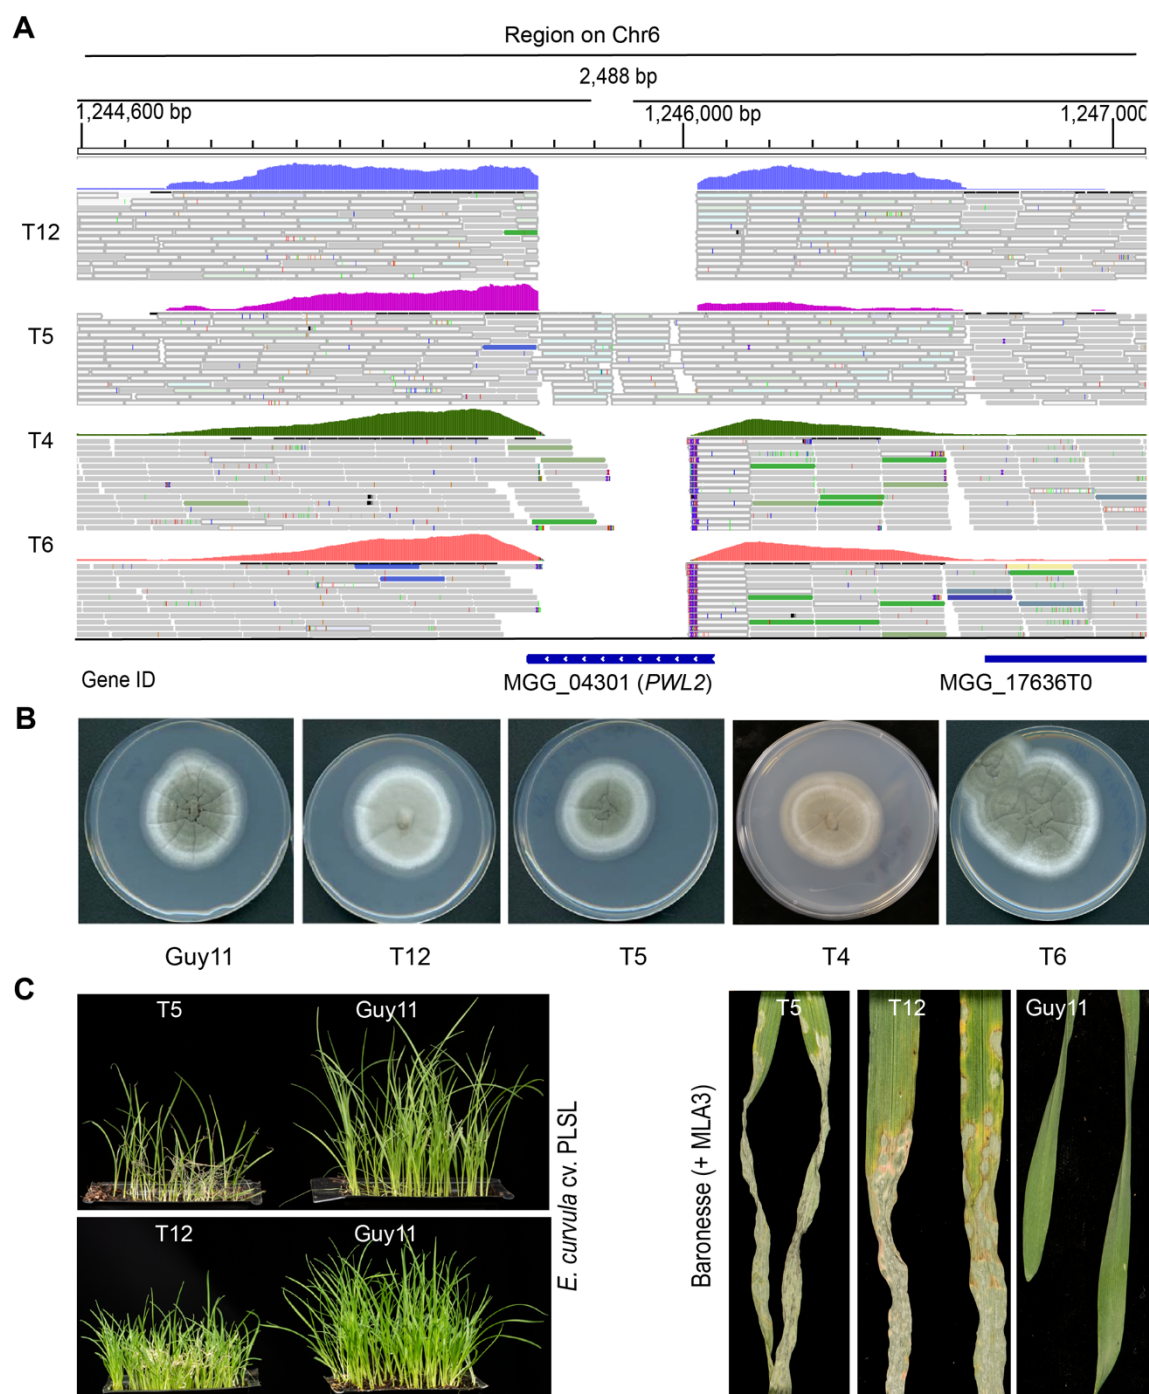 A
Region on Chr6
2,488 bp
1,244,600 bp
1,246,000 bp
1,247,000
T12
T5
T4
T6
Gene ID
MGG_04301 (PWL2)
MGG_17636T0
B
Guy11
T12
T5
T4
T6
C
T5
Guy11
T12
Guy11
E. curvula cv. PLSL
Baronesse (+ MLA3)
T5
T12
Guy11